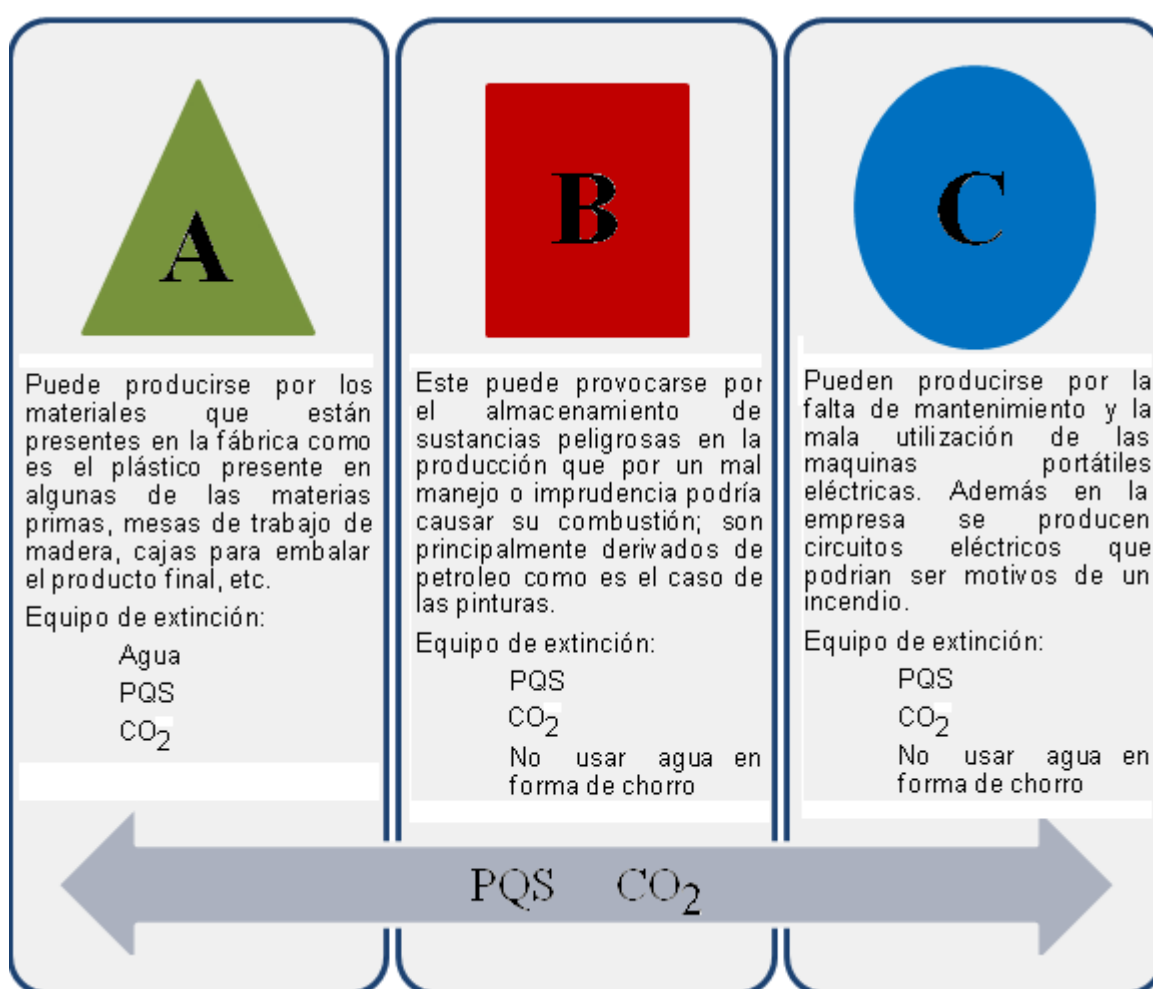 A
Puede producirse por los
materiales que están
presentes en la fábrica como
es el plástico presente en
algunas de las materias
primas, mesas de trabajo de
madera, cajas para embalar
el producto final, etc.
Equipo de extinción:
Agua
PQS
CO2
B
Este puede provocarse por
el almacenamiento de
sustancias peligrosas en la
producción que por un mal
manejo o imprudencia podría
causar su combustión; son
principalmente derivados de
petroleo como es el caso de
las pinturas.
Equipo de extinción:
PQS
CO2
No usar agua en
forma de chorro
C
Pueden producirse por la
falta de mantenimiento y la
mala utilización de las
maquinas portátiles
eléctricas. Además en la
empresa se producen
circuitos eléctricos que
podrian ser motivos de un
incendio.
Equipo de extinción:
PQS
CO2
No usar agua en
forma de chorro
PQS CO2